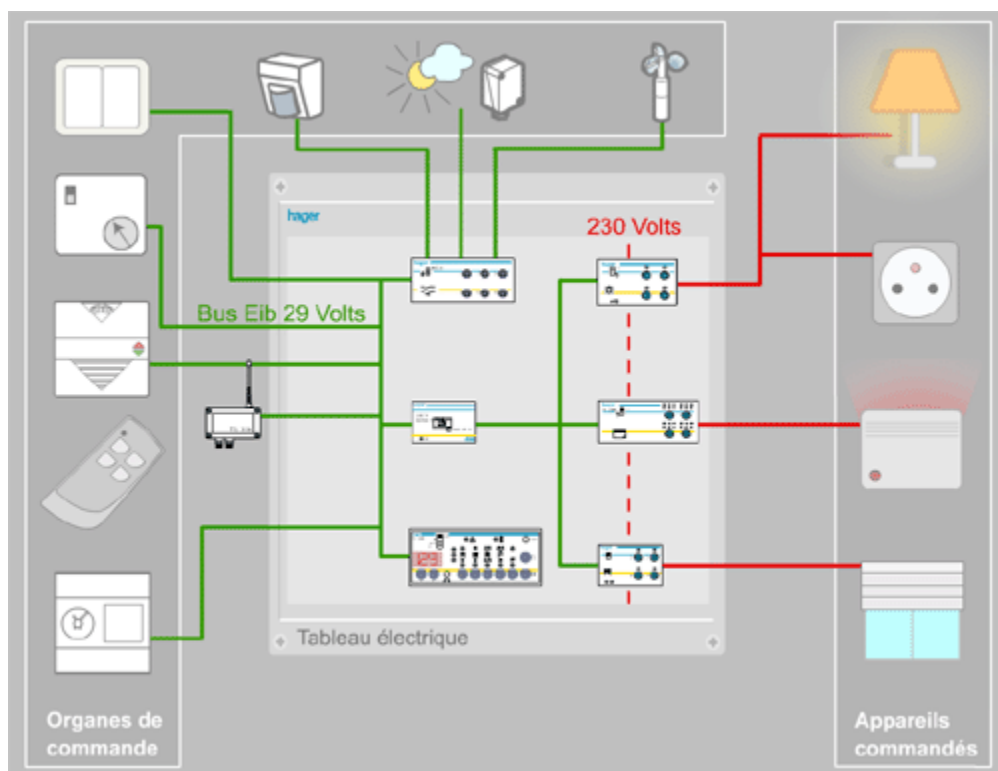 hager
230 Volts
Bus Eib 29 Volts
Tableau électrique
Organes de
commande
Appareils
commandés